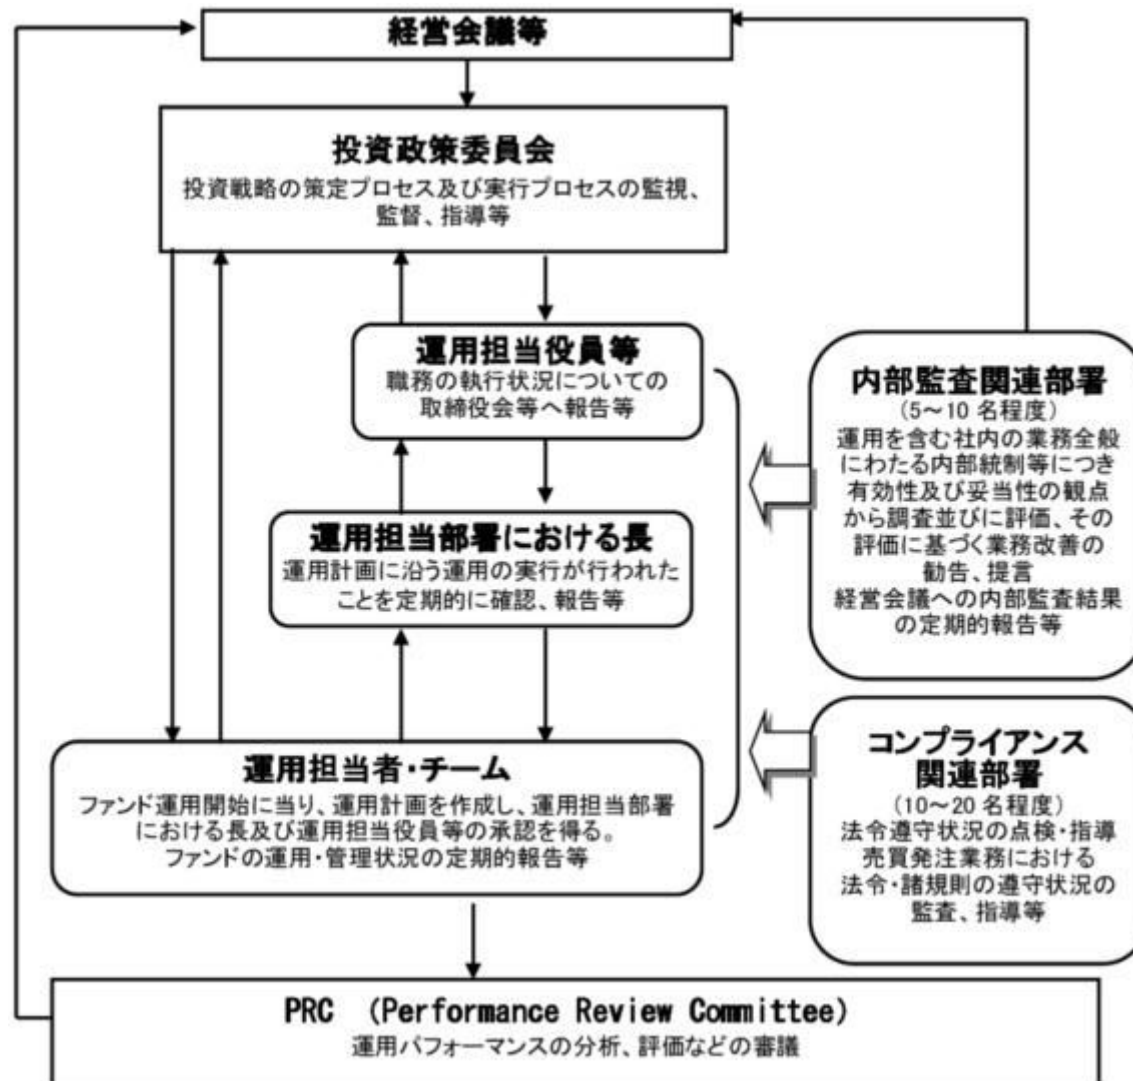 経営会議等
投資政策委員会
投資戦略の策定プロセス及び実行プロセスの監視、
監督、指導等
運用担当役員等
職務の執行状況についての
取締役会等へ報告等
運用担当部署における長
運用計画に沿う運用の実行が行われた
ことを定期的に確認、報告等
運用担当者・チーム
ファンド運用開始に当り、運用計画を作成し、運用担当部署
における長及び運用担当役員等の承認を得る。
ファンドの運用・管理状況の定期的報告等
内部監査関連部署
(5～10 名程度)
運用を含む社内の業務全般
にわたる内部統制等につき
有効性及び妥当性の観点
から調査並びに評価、その
評価に基づく業務改善の
勧告、提言
経営会議への内部監査結果
の定期的報告等
コンプライアンス
関連部署
(10～20 名程度)
法令遵守状況の点検・指導
売買発注業務における
法令・諸規則の遵守状況の
監査、指導等
PRC （Performance Review Committee）
運用パフォーマンスの分析、評価などの審議